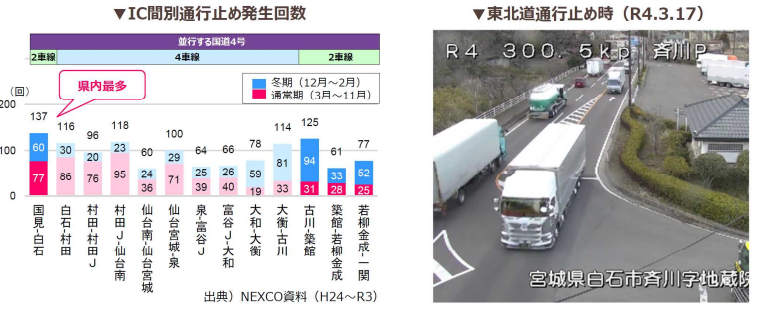 ▼IC間別通行止め発生回数
並行する国道4号
2車線 4車線 2車線
(回)
県内最多
冬期（12月～2月）
通常期（3月～11月）
200
100
0
137 116 96 118 60 100 64 66 78 114 125 61 77
60 30 20 23 24 29 25 26 59 81 94 33 52
77 86 76 95 36 71 39 40 19 33 31 28 25
国見-白石
白石-村田
村田-村田J
村田J-仙台南
仙台南-仙台宮城
仙台宮城-泉
泉-富谷J
富谷J-大和
大和-大衡
大衡-古川
古川-築館
築館-若柳金成
若柳金成-一関
出典）NEXCO資料（H24～R3）
▼東北道通行止め時（R4.3.17）
R4 300.5kp 斉川P
宮城県白石市斉川字地蔵院